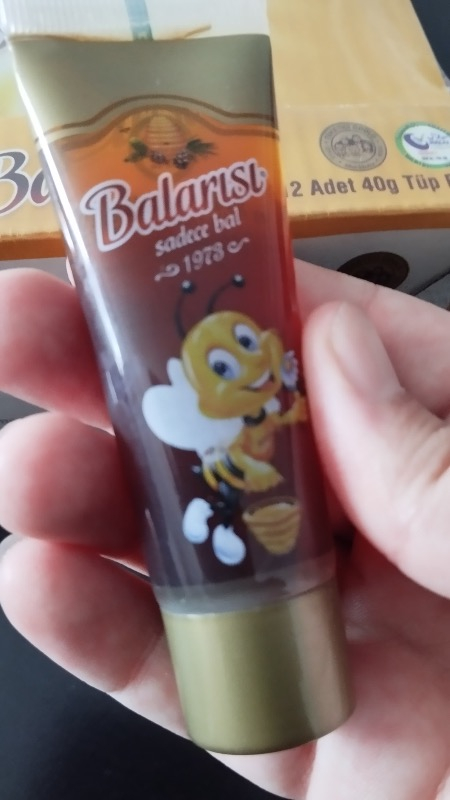 Balarısı
sadece bal
1973
2 Adet 40g Tüp